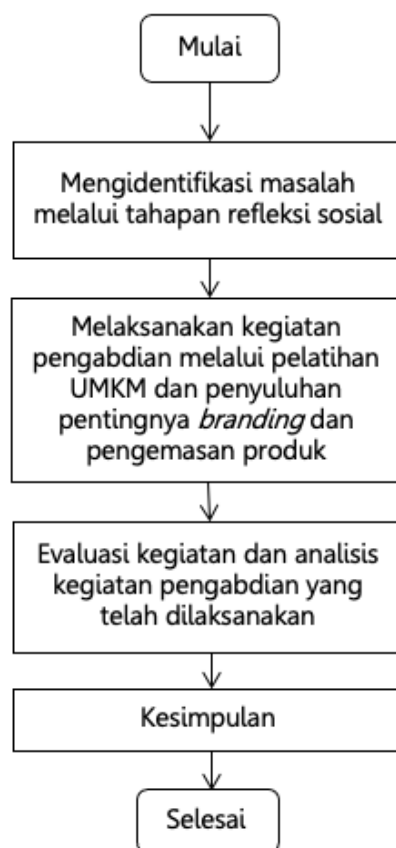 Mulai
Mengidentifikasi masalah
melalui tahapan refleksi sosial
Melaksanakan kegiatan
pengabdian melalui pelatihan
UMKM dan penyuluhan
pentingnya branding dan
pengemasan produk
Evaluasi kegiatan dan analisis
kegiatan pengabdian yang
telah dilaksanakan
Kesimpulan
Selesai